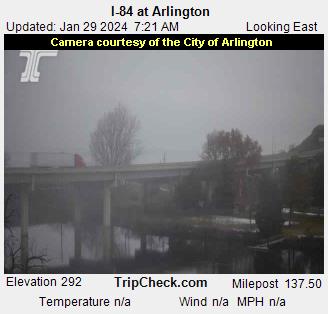 I-84 at Arlington
Updated: Jan 29 2024 7:21 AM Looking East
Camera courtesy of the City of Arlington
Elevation 292 TripCheck.com Milepost 137.50
Temperature n/a Wind n/a MPH n/a